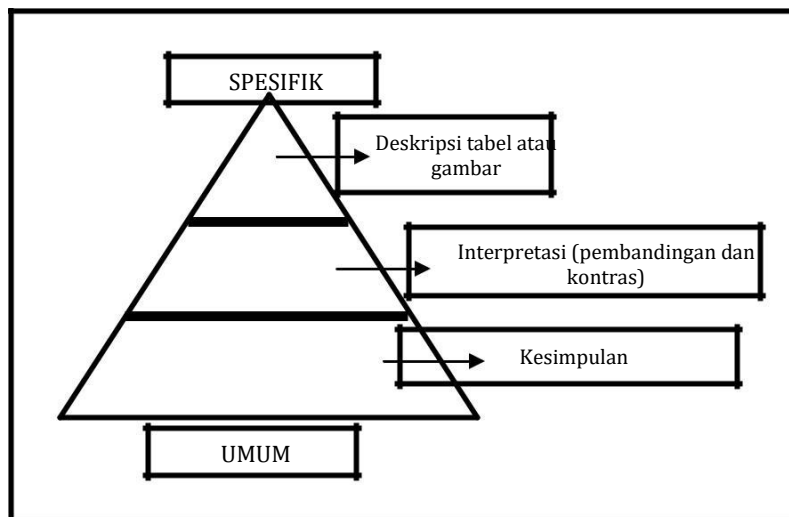 SPESIFIK
Deskripsi tabel atau
gambar
Interpretasi (pembandingan dan
kontras)
Kesimpulan
UMUM